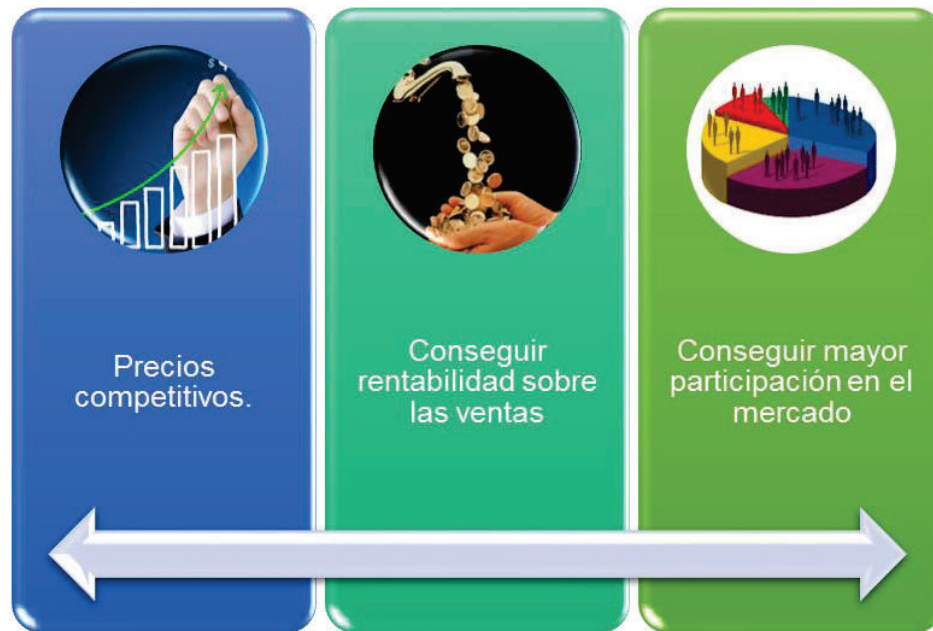 Precios
competitivos.
Conseguir
rentabilidad sobre
las ventas
Conseguir mayor
participación en el
mercado